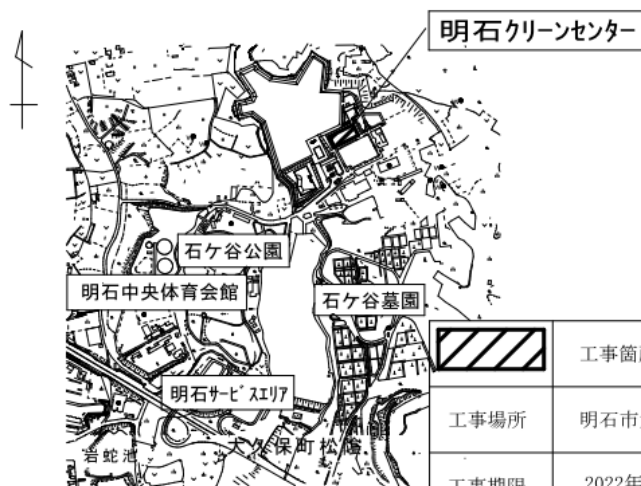 明石クリーンセンター
石ケ谷公園
明石中央体育会館
石ケ谷墓園
工事箇
明石サービスエリア
工事場所
明石市
大久保町松陰
岩蛇池
工事期限
2022年